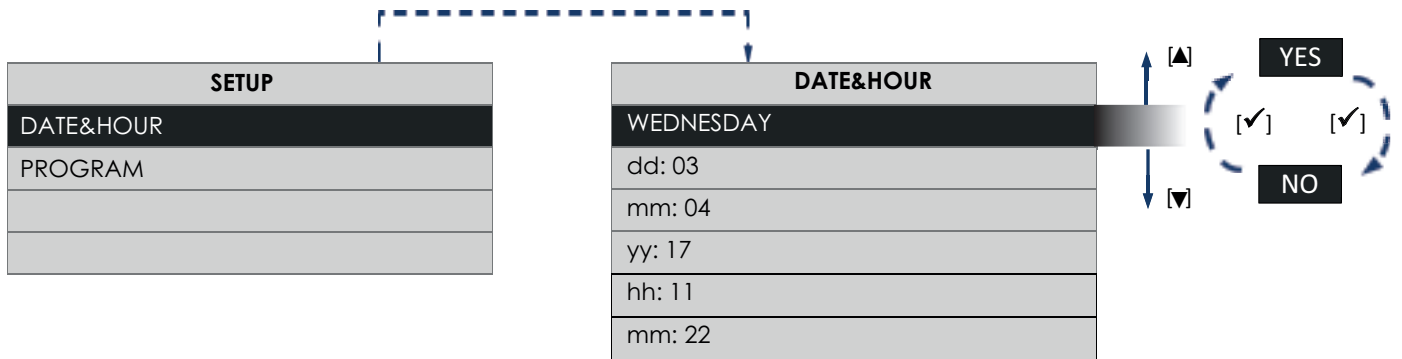 SETUP
DATE&HOUR
PROGRAM
DATE&HOUR
WEDNESDAY
dd: 03
mm: 04
yy: 17
hh: 11
mm: 22
[▲]
[▼]
YES
[✔] [✔]
NO